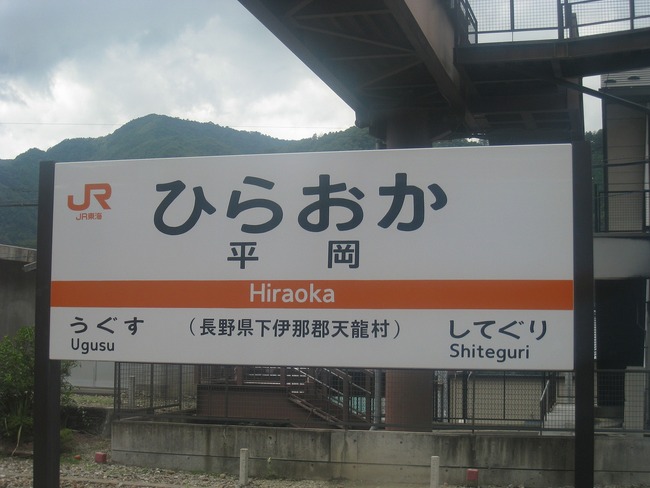 JR
JR東海
ひらおか
平岡
Hiraoka
うぐす
Ugusu
（長野県下伊那郡天龍村）
してぐり
Shiteguri